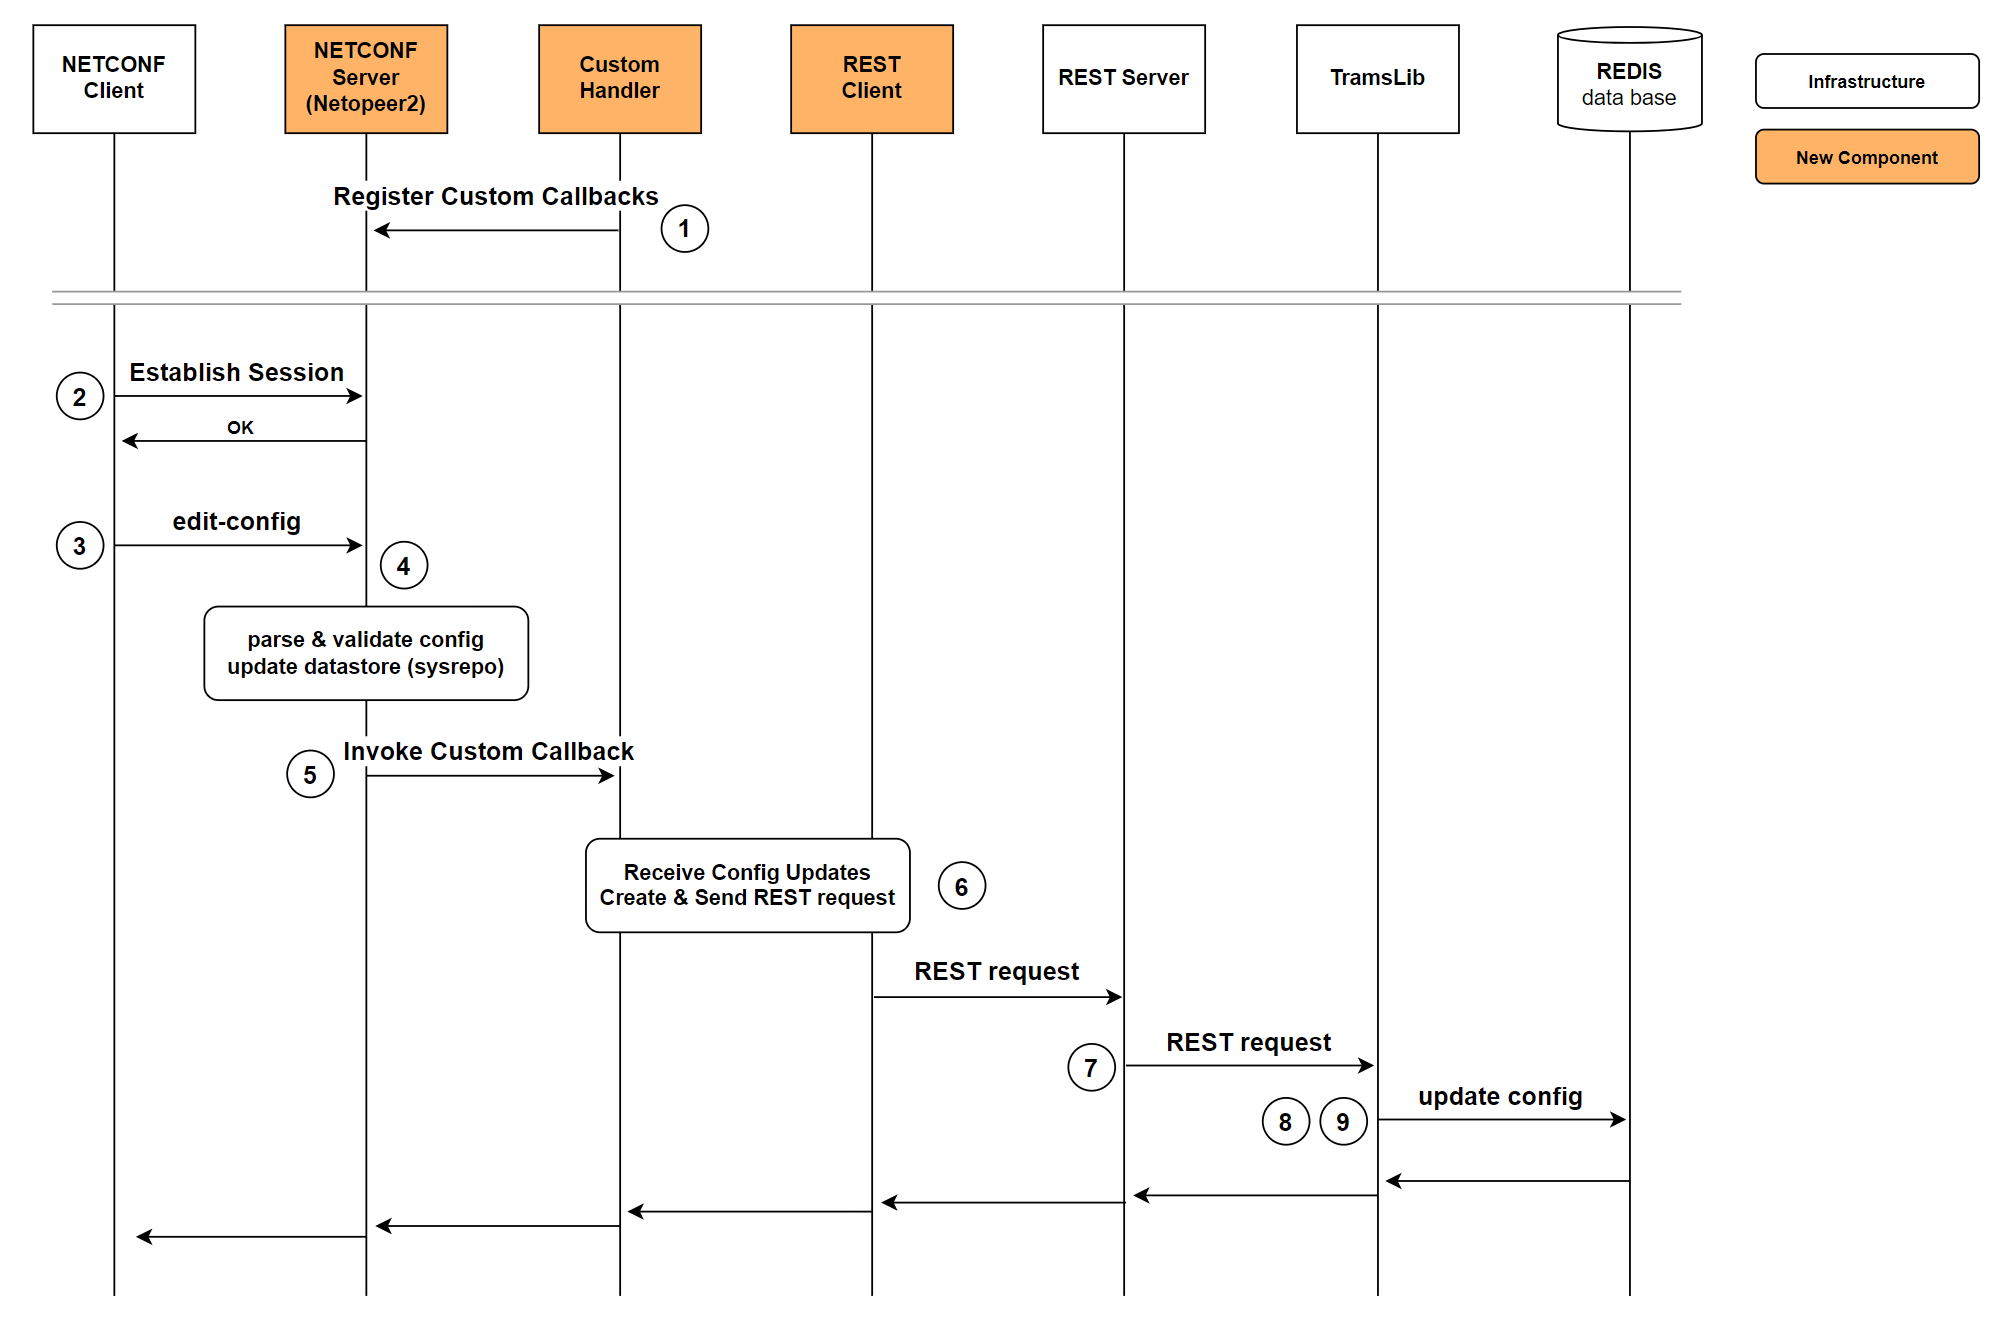 NETCONF
Client
NETCONF
Server
(Netopeer2)
Custom
Handler
REST
Client
REST Server
TramsLib
REDIS
data base
Infrastructure
New Component
Register Custom Callbacks
1
Establish Session
2
OK
edit-config
3
4
parse & validate config
update datastore (sysrepo)
Invoke Custom Callback
5
Receive Config Updates
Create & Send REST request
6
REST request
REST request
7
update config
8 9